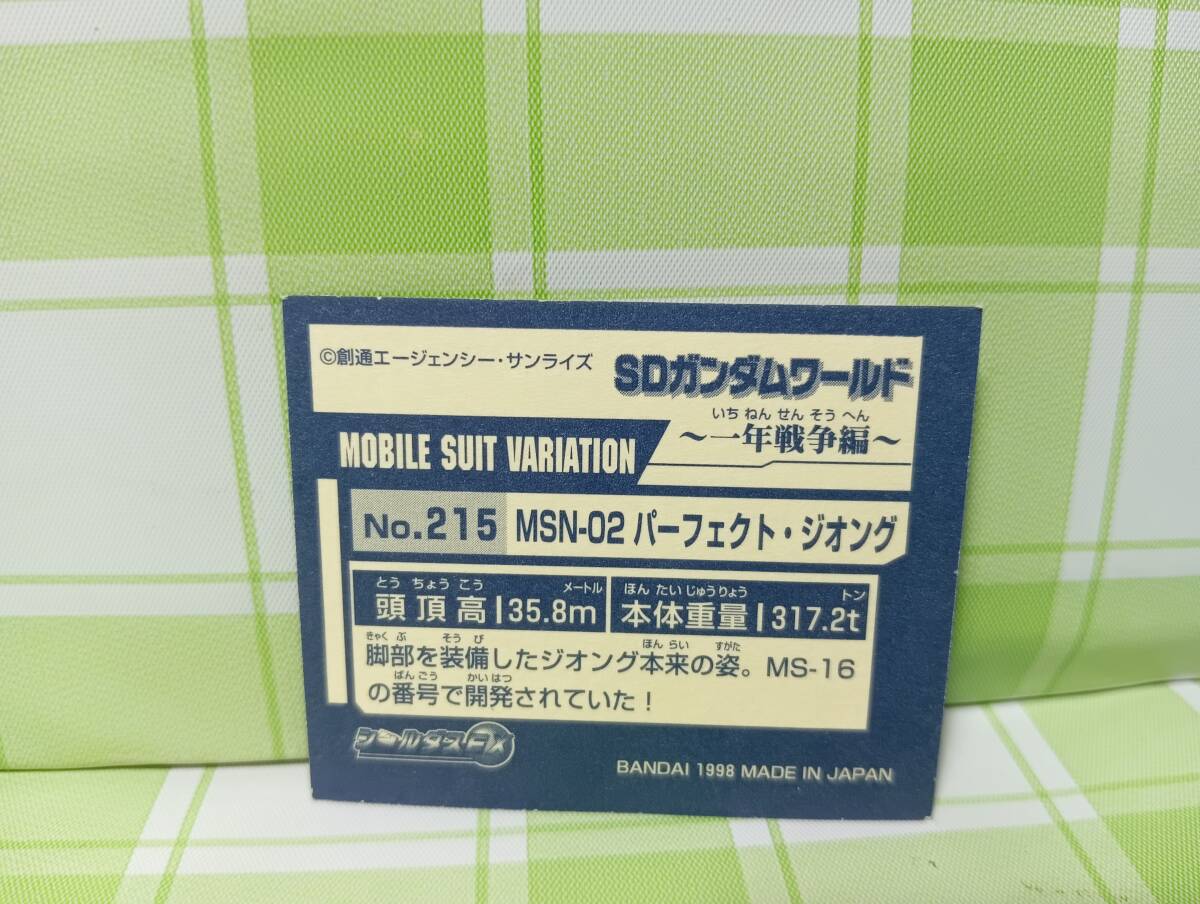 ©創通エージェンシー・サンライズ
SDガンダムワールド
いち ねん せん そう へん
～一年戦争編～
MOBILE SUIT VARIATION
No.215 MSN-02 パーフェクト・ジオング
とう ちょう こう メートル ほん たい じゅうりょう トン
頭頂高 35.8m 本体重量 317.2t
きゃく ぶ そう び ほん らい すがた
脚部を装備したジオング本来の姿。MS-16
ばんごう かいはつ
の番号で開発されていた！
シールダスEX
BANDAI 1998 MADE IN JAPAN